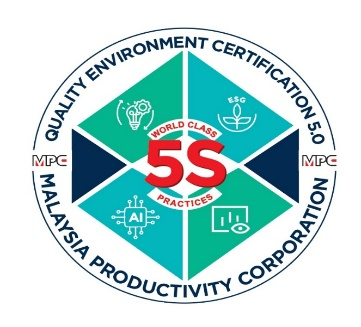 QUALITY ENVIRONMENT CERTIFICATION 5.0
ESG
WORLD CLASS
MPC
5S
MPC
PRACTICES
AI
MALAYSIA PRODUCTIVITY CORPORATION